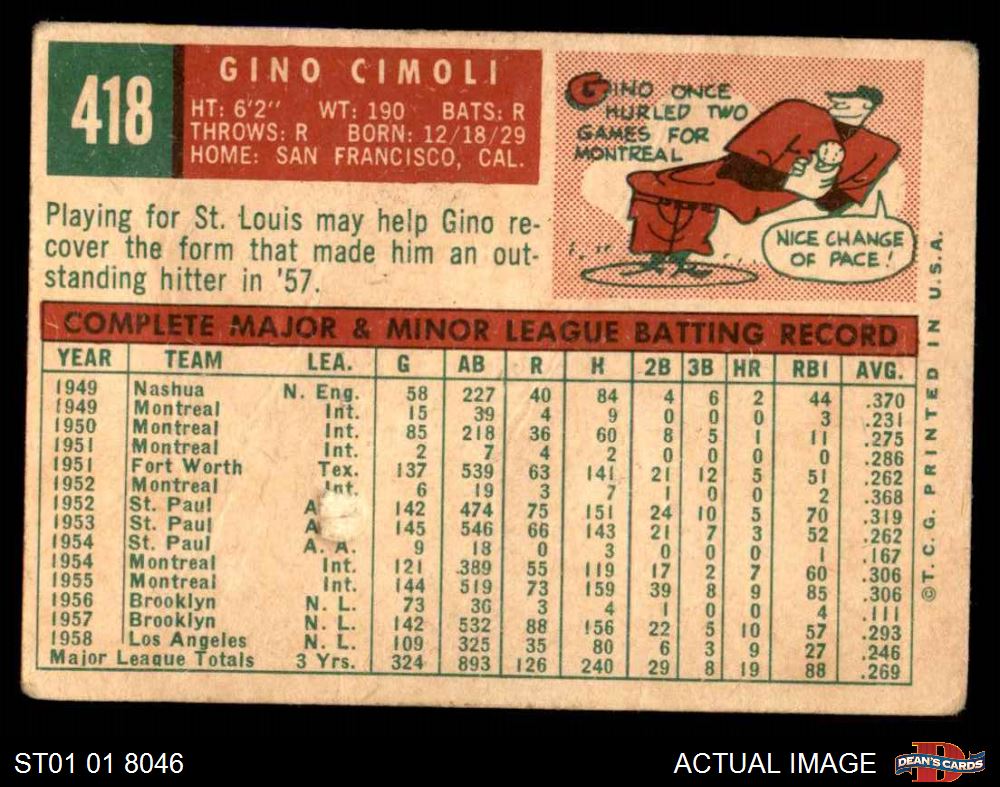 418
GINO CIMOLI
HT: 6'2" WT: 190 BATS: R
THROWS: R BORN: 12/18/29
HOME: SAN FRANCISCO, CAL.
GINO ONCE
HURLED TWO
GAMES FOR
MONTREAL
NICE CHANGE
OF PACE!
Playing for St. Louis may help Gino re-
cover the form that made him an out-
standing hitter in '57.
COMPLETE MAJOR & MINOR LEAGUE BATTING RECORD
YEAR TEAM LEA. G AB R H 2B 3B HR RBI AVG.
1949 Nashua N. Eng. 58 227 40 84 4 6 2 44 .370
1949 Montreal Int. 15 39 4 9 0 0 0 3 .231
1950 Montreal Int. 85 218 36 60 8 5 1 11 .275
1951 Montreal Int. 2 7 4 2 0 0 0 0 .286
1951 Fort Worth Tex. 137 539 63 141 21 12 5 51 .262
1952 Montreal Int. 6 19 3 7 1 0 0 2 .368
1952 St. Paul A 142 474 75 151 24 10 5 70 .319
1953 St. Paul A 145 546 66 143 21 7 3 52 .262
1954 St. Paul A. A. 9 18 0 3 0 0 0 1 .167
1954 Montreal Int. 121 389 55 119 17 2 7 60 .306
1955 Montreal Int. 144 519 73 159 39 8 9 85 .306
1956 Brooklyn N. L. 73 36 3 4 1 0 0 4 .111
1957 Brooklyn N. L. 142 532 88 156 22 5 10 57 .293
1958 Los Angeles N. L. 109 325 35 80 6 3 9 27 .246
Major League Totals 3 Yrs. 324 893 126 240 29 8 19 88 .269
©T. C. G. PRINTED IN U.S.A.
ST01 01 8046
ACTUAL IMAGE
DEAN'S CARDS